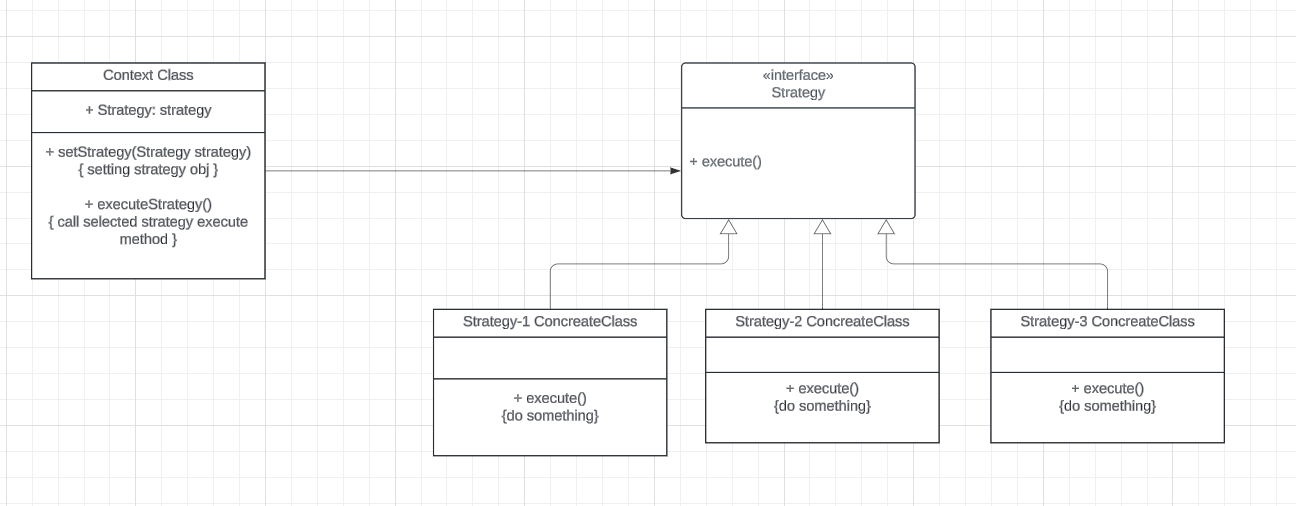 Context Class
+ Strategy: strategy
+ setStrategy(Strategy strategy)
{ setting strategy obj }
+ executeStrategy()
{ call selected strategy execute
method }
«interface»
Strategy
+ execute()
Strategy-1 ConcreateClass
+ execute()
{do something}
Strategy-2 ConcreateClass
+ execute()
{do something}
Strategy-3 ConcreateClass
+ execute()
{do something}